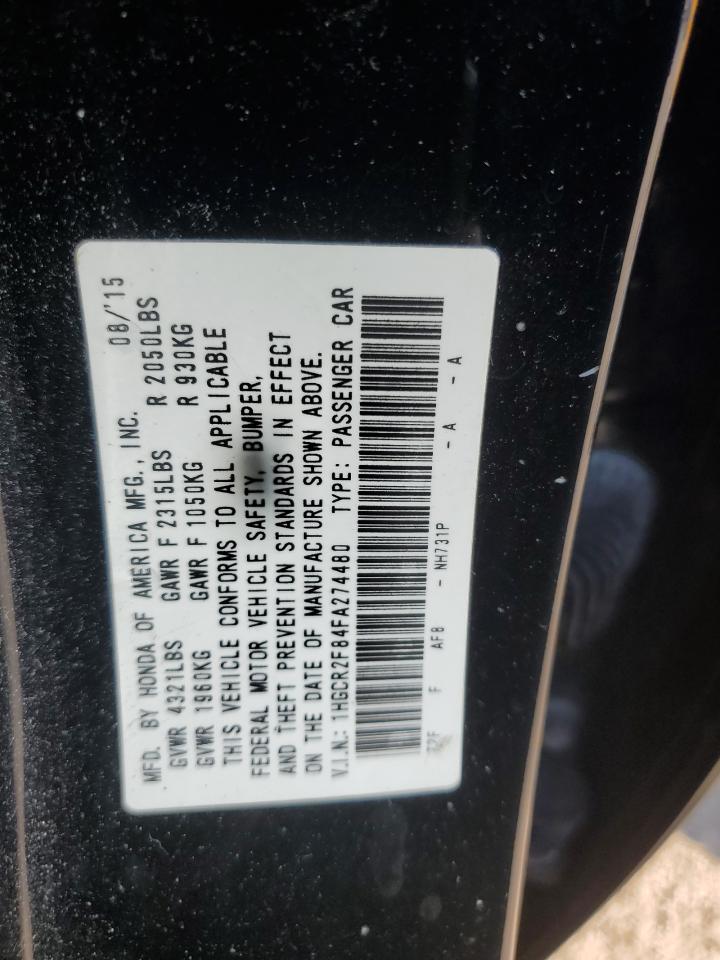 MFD. BY HONDA OF AMERICA MFG., INC. 08/'15
GVWR 4321LBS GAWR F 2315LBS R 2050LBS
GVWR 1960KG GAWR F 1050KG R 930KG
THIS VEHICLE CONFORMS TO ALL APPLICABLE
FEDERAL MOTOR VEHICLE SAFETY, BUMPER,
AND THEFT PREVENTION STANDARDS IN EFFECT
ON THE DATE OF MANUFACTURE SHOWN ABOVE.
V.I.N.: 1HGCR2F84FA274480 TYPE: PASSENGER CAR
F AF8 - NH731P - A - A